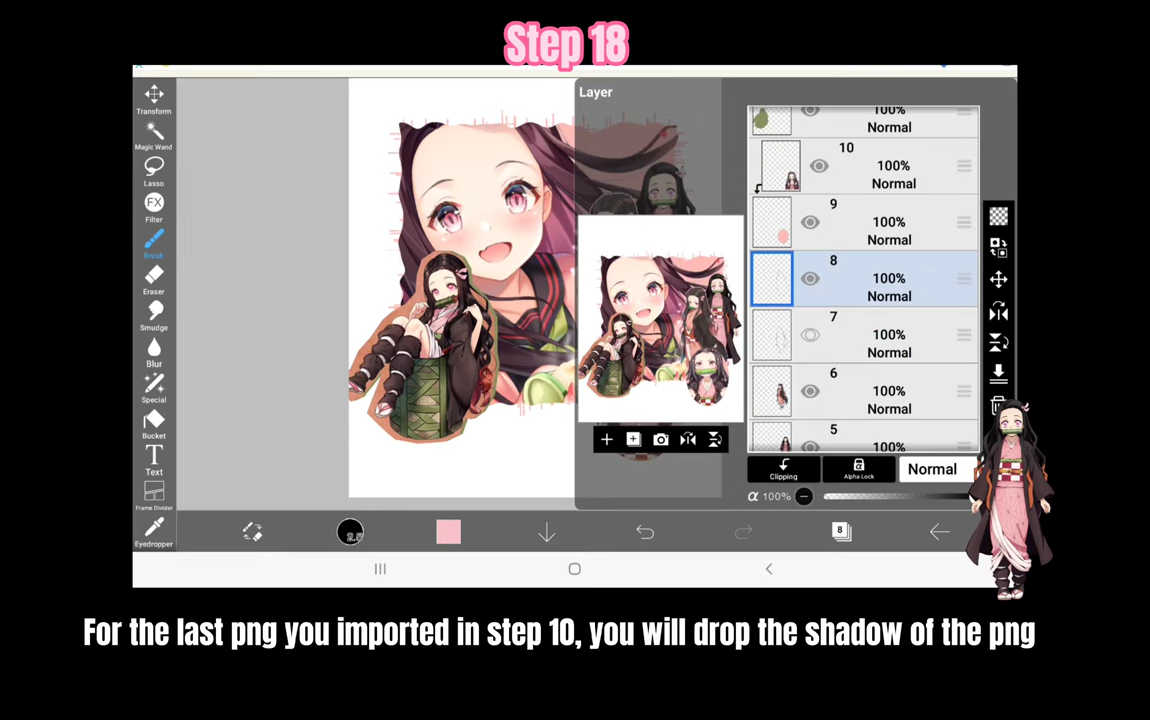 Step 18
Layer
Transform
Magic Wand
Lasso
FX
Filter
Brush
Eraser
Smudge
Blur
Special
Bucket
T
Text
Frame Divider
Eyedropper
100%
Normal
10
100%
Normal
9
100%
Normal
8
100%
Normal
7
100%
Normal
6
100%
Normal
5
100%
Clipping
Alpha Lock
Normal
α 100%
8
For the last png you imported in step 10, you will drop the shadow of the png